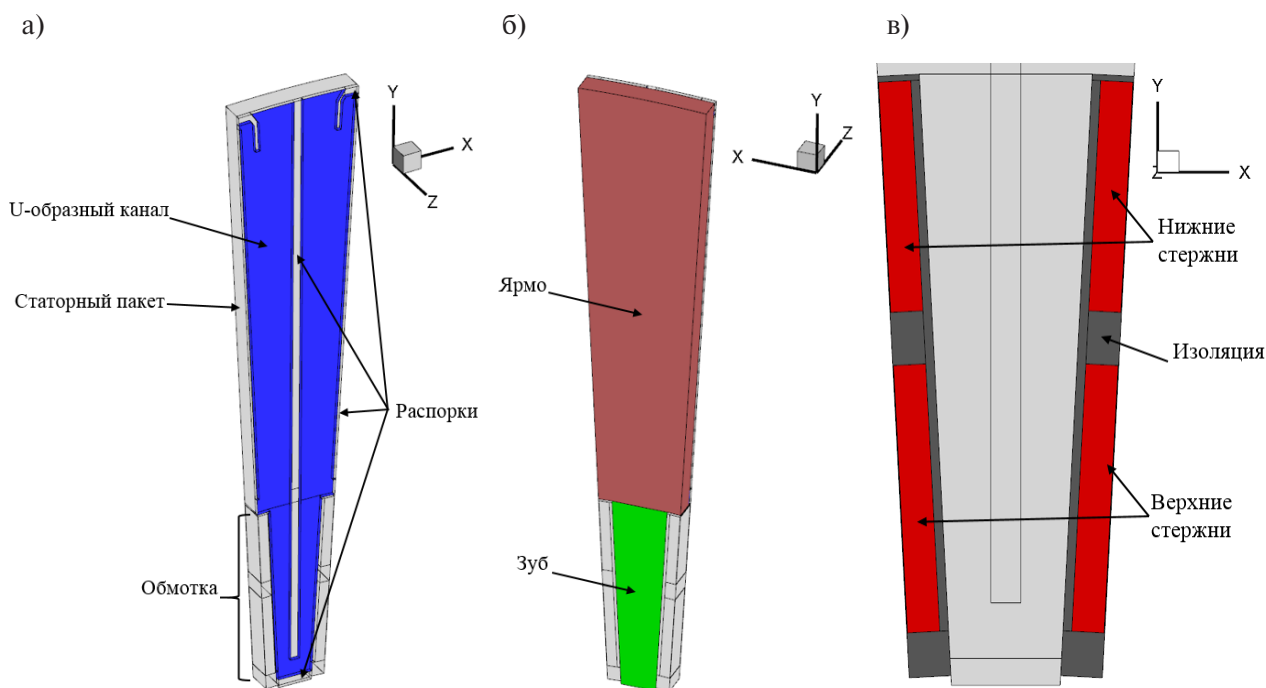 а)
б)
в)
Y
X
Z
U-образный канал
Статорный пакет
Распорки
Обмотка
Y
Z
X
Ярмо
Зуб
Y
Z
X
Нижние
стержни
Изоляция
Верхние
стержни